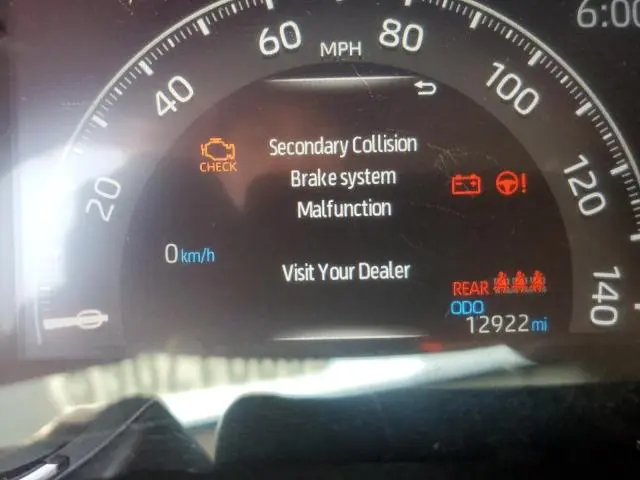 6:00
60
MPH
80
40
100
CHECK
Secondary Collision
Brake system
Malfunction
!
20
120
0 km/h
Visit Your Dealer
REAR
ODO
12922 mi
0
140